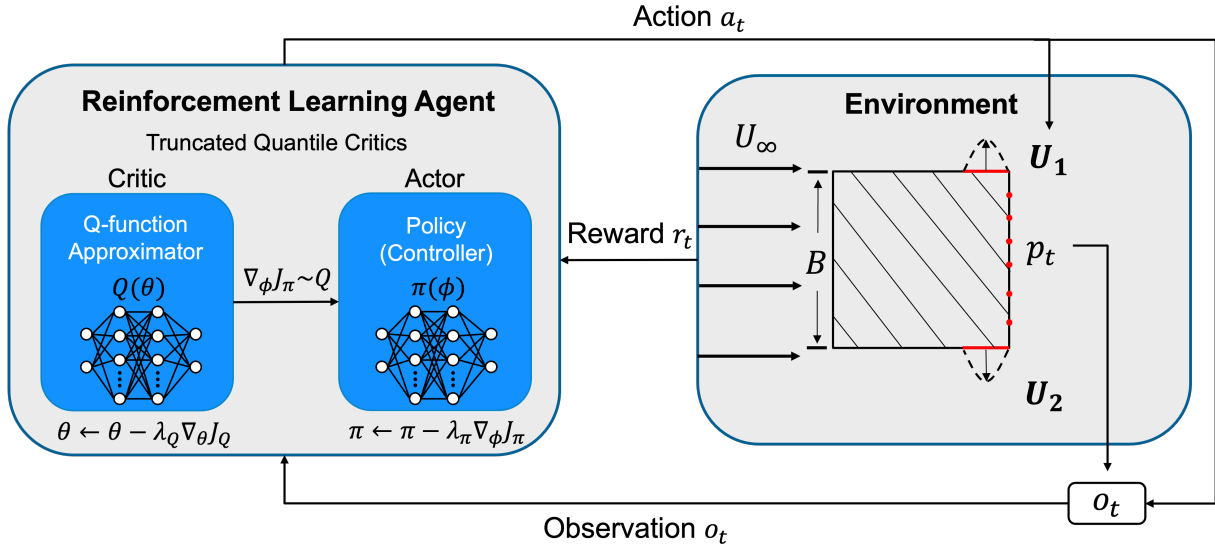 Action $a_t$
Reinforcement Learning Agent
Truncated Quantile Critics
Critic
Actor
Q-function
Approximator
$Q(\theta)$
$\nabla_\phi J_\pi \sim Q$
Policy
(Controller)
$\pi(\phi)$
$\theta \leftarrow \theta - \lambda_Q \nabla_\theta J_Q$
$\pi \leftarrow \pi - \lambda_\pi \nabla_\phi J_\pi$
Reward $r_t$
Environment
$U_\infty$
$\boldsymbol{U_1}$
$B$
$p_t$
$\boldsymbol{U_2}$
$o_t$
Observation $o_t$